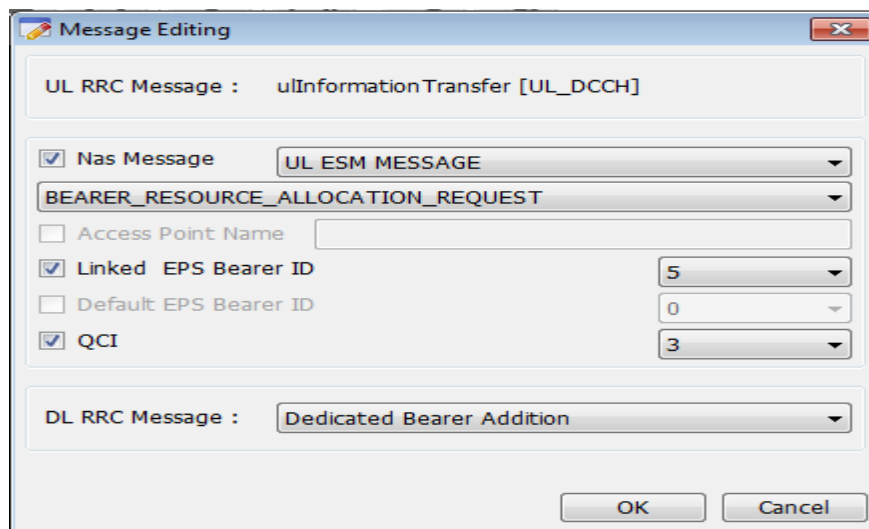 Message Editing
UL RRC Message : ulInformationTransfer [UL_DCCH]
Nas Message UL ESM MESSAGE
BEARER_RESOURCE_ALLOCATION_REQUEST
Access Point Name
Linked EPS Bearer ID 5
Default EPS Bearer ID 0
QCI 3
DL RRC Message : Dedicated Bearer Addition
OK Cancel